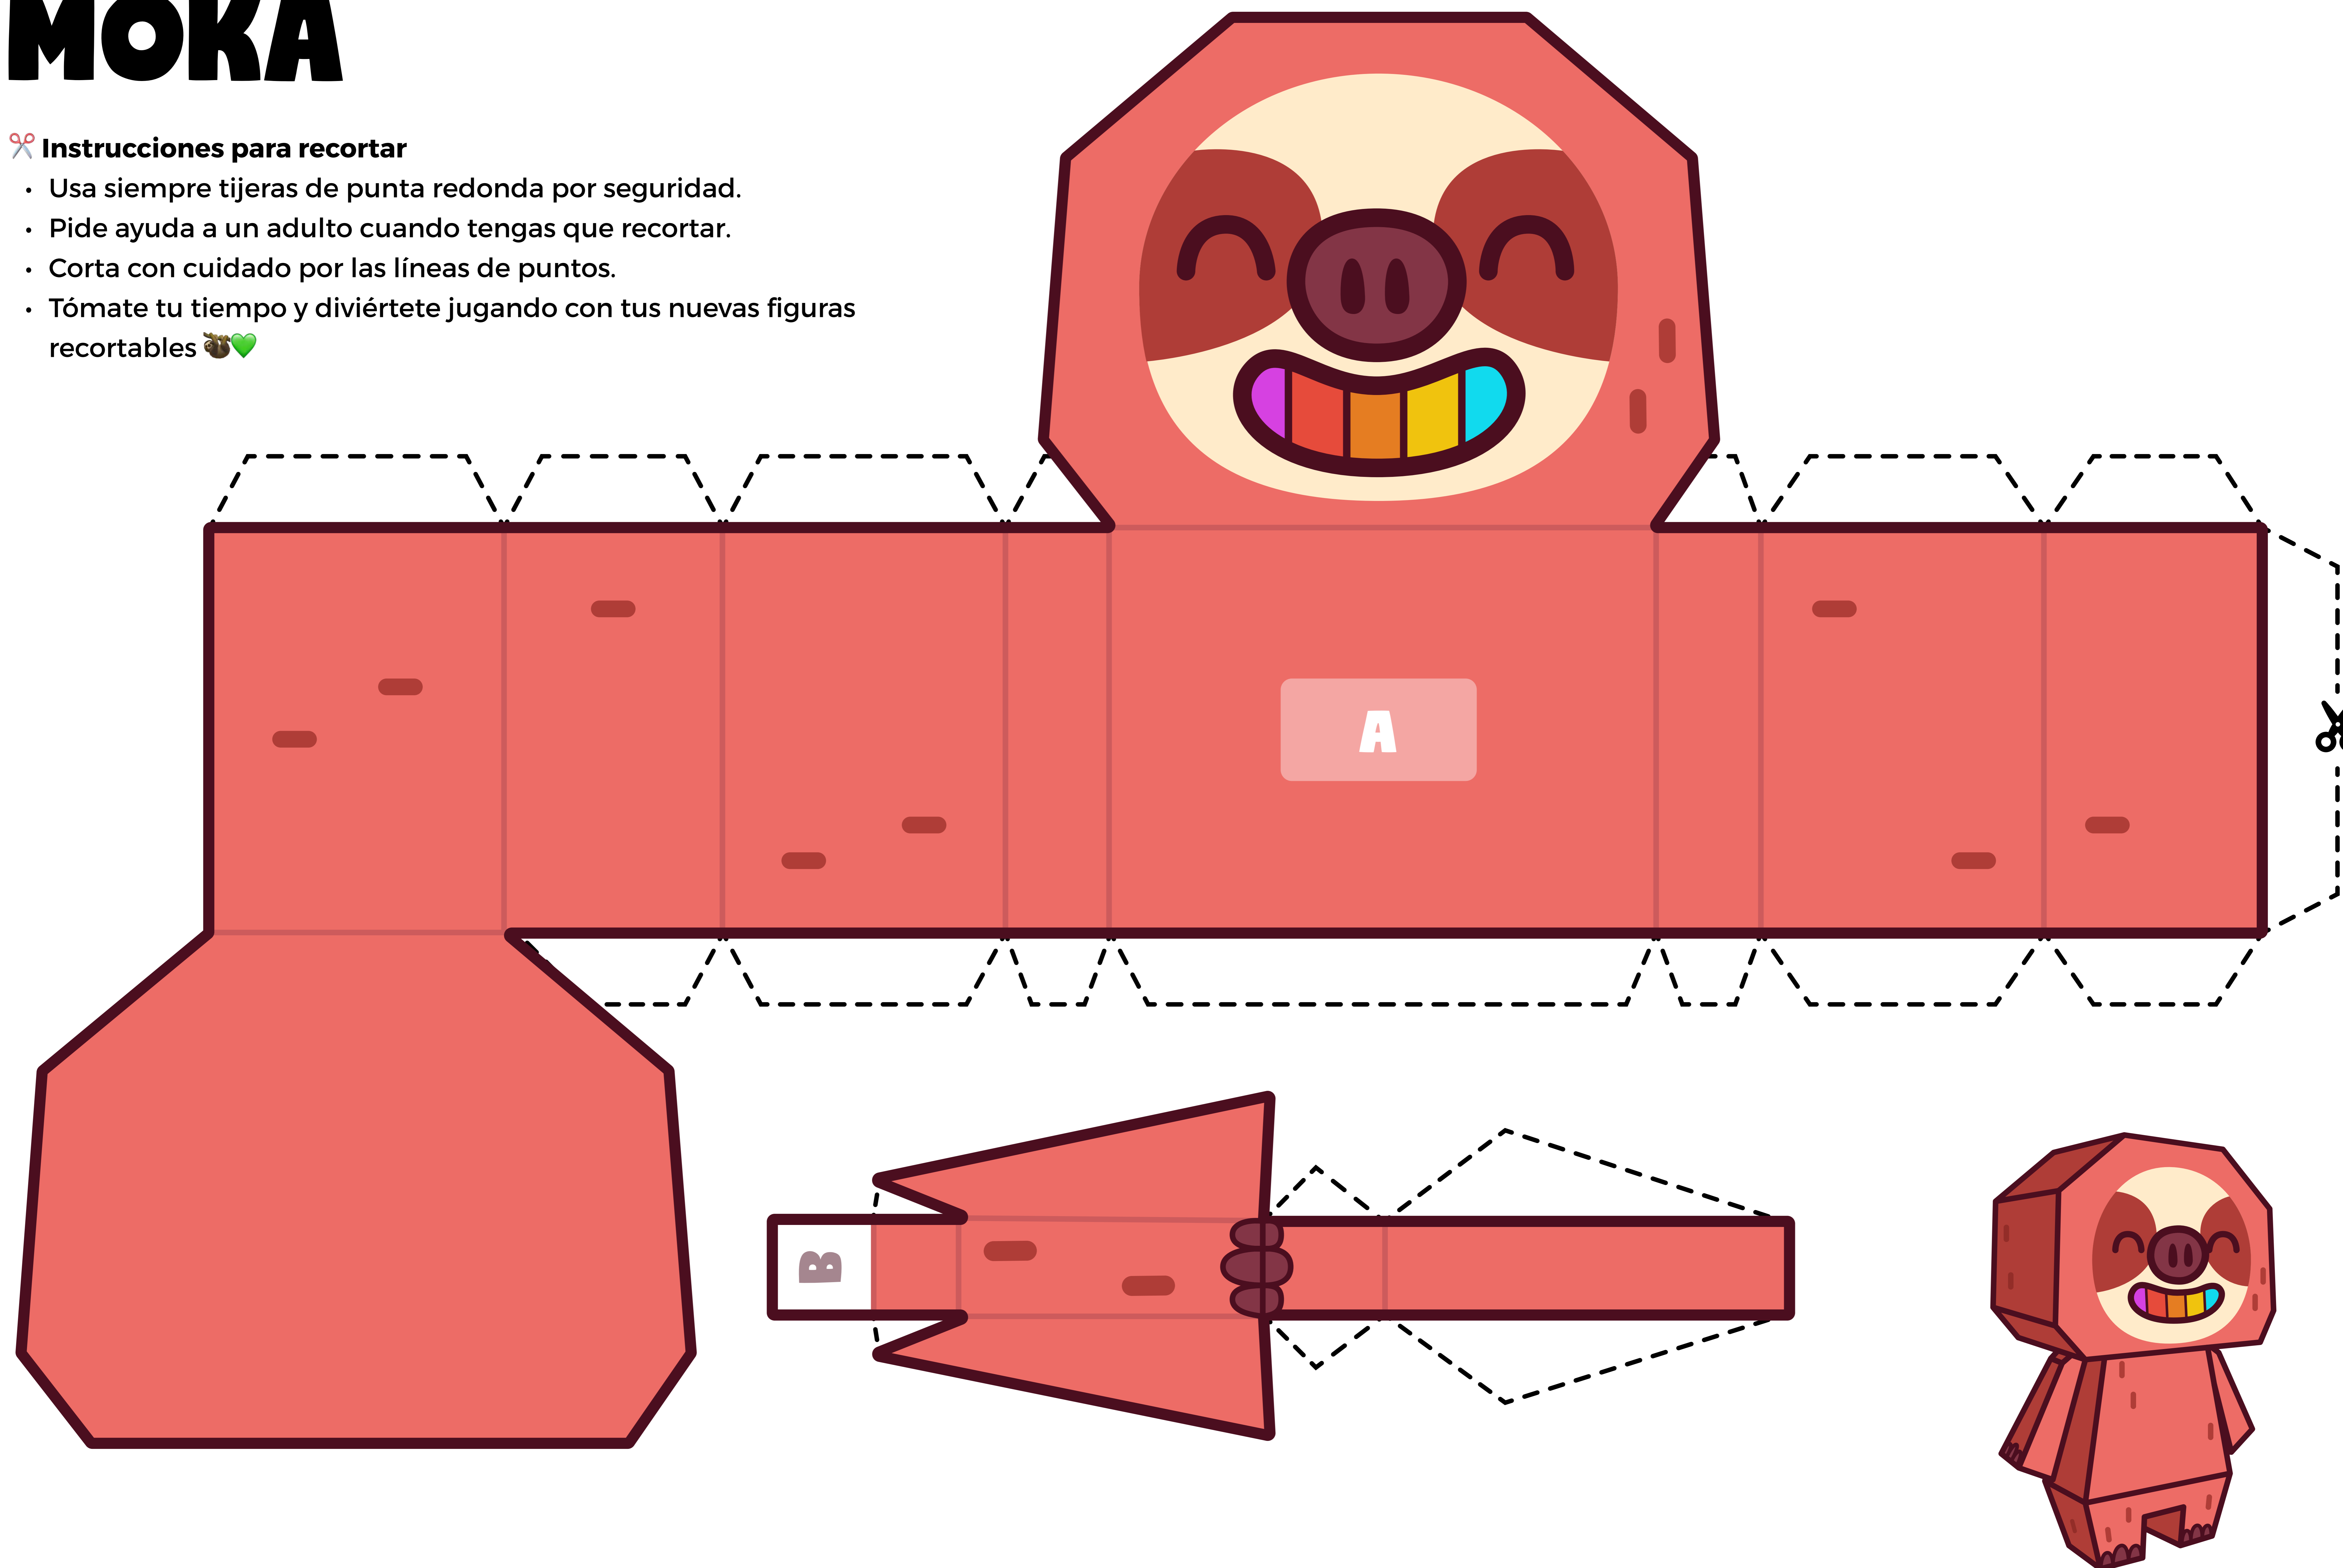 MOKA
✂️ Instrucciones para recortar
• Usa siempre tijeras de punta redonda por seguridad.
• Pide ayuda a un adulto cuando tengas que recortar.
• Corta con cuidado por las líneas de puntos.
• Tómate tu tiempo y diviértete jugando con tus nuevas figuras
recortables 🦥💚
A
B